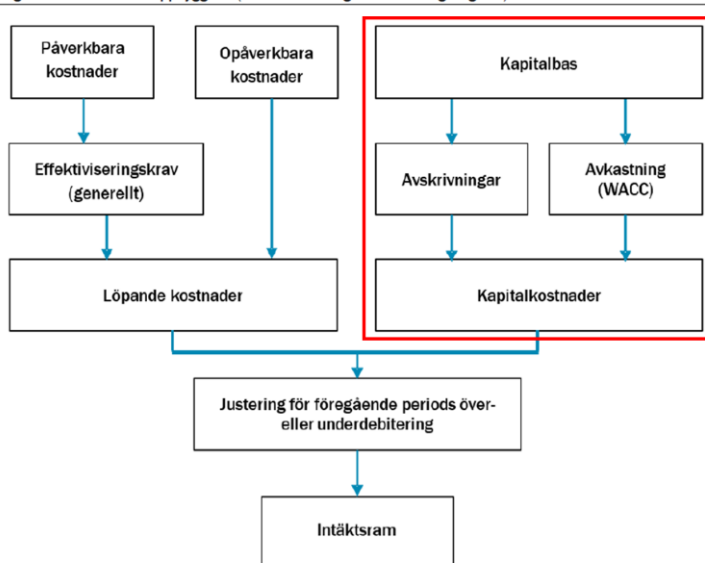 Påverkbara
kostnader
Opåverkbara
kostnader
Kapitalbas
Effektiviseringskrav
(generellt)
Avskrivningar
Avkastning
(WACC)
Löpande kostnader
Kapitalkostnader
Justering för föregående periods över-
eller underdebitering
Intäktsram